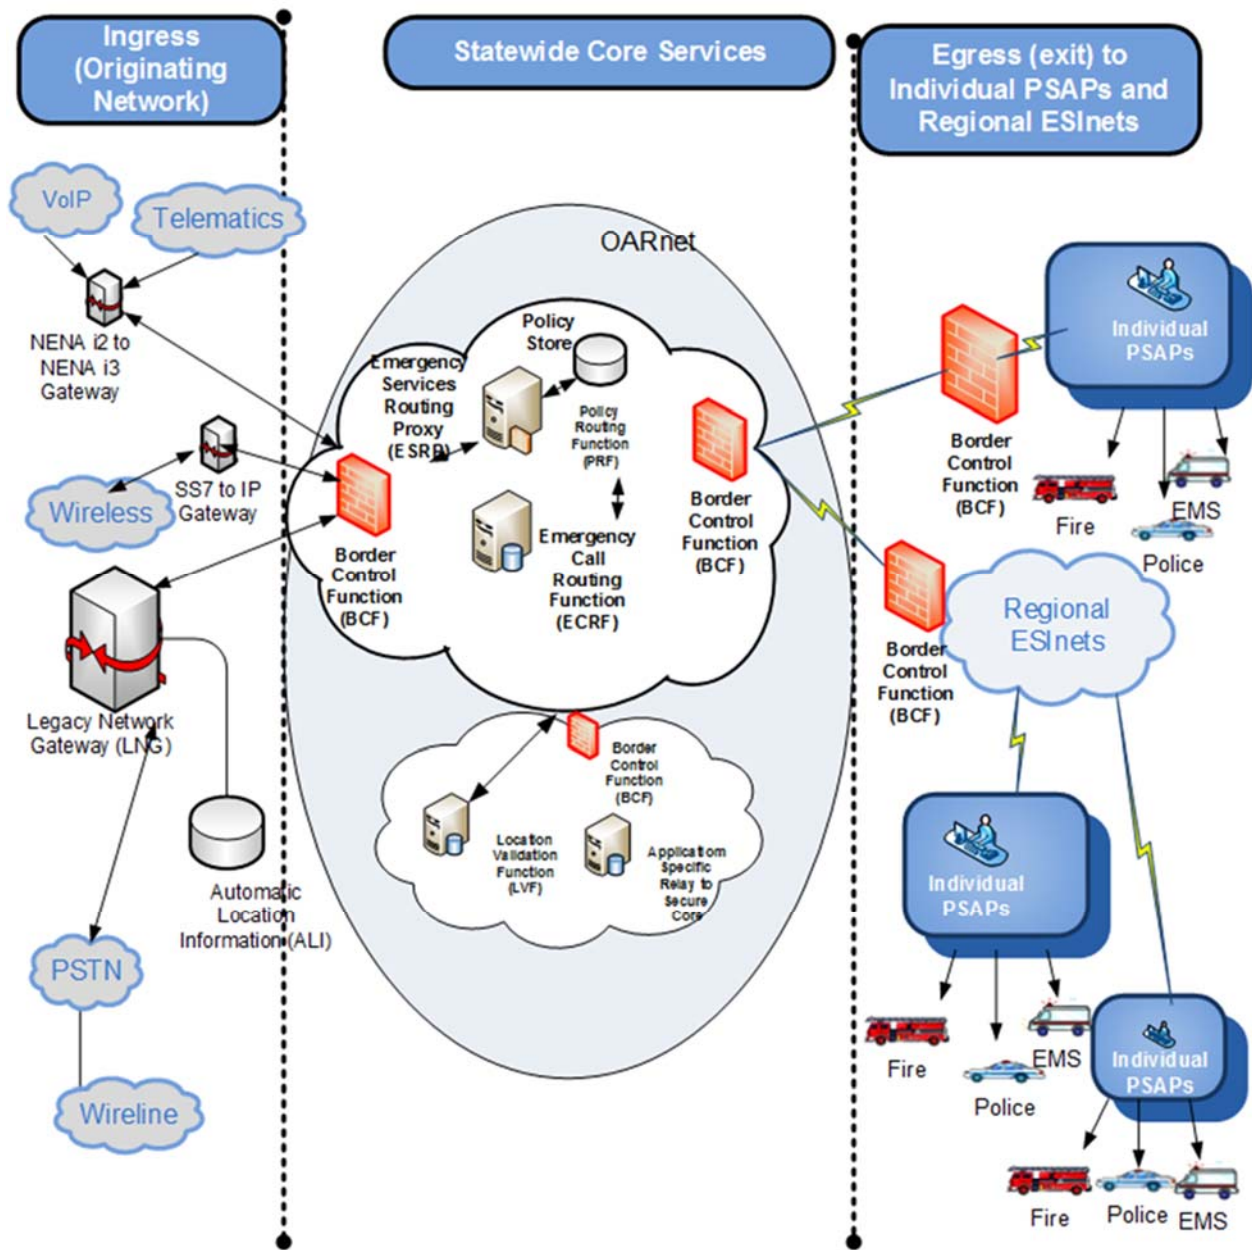 Ingress
(Originating
Network)
Statewide Core Services
Egress (exit) to
Individual PSAPs and
Regional ESInets
VoIP
Telematics
NENA i2 to
NENA i3
Gateway
SS7 to IP
Gateway
Wireless
Legacy Network
Gateway (LNG)
Automatic
Location
Information (ALI)
PSTN
Wireline
OARnet
Policy
Store
Emergency
Services
Routing
Proxy
(ESRP)
Policy
Routing
Function
(PRF)
Border
Control
Function
(BCF)
Emergency
Call
Routing
Function
(ECRF)
Border
Control
Function
(BCF)
Border
Control
Function
(BCF)
Location
Validation
Function
(LVF)
Application
Specific
Relay to
Secure
Core
Individual
PSAPs
Border
Control
Function
(BCF)
Fire
EMS
Police
Border
Control
Function
(BCF)
Regional
ESInets
Individual
PSAPs
Fire
EMS
Police
Individual
PSAPs
Fire
Police
EMS